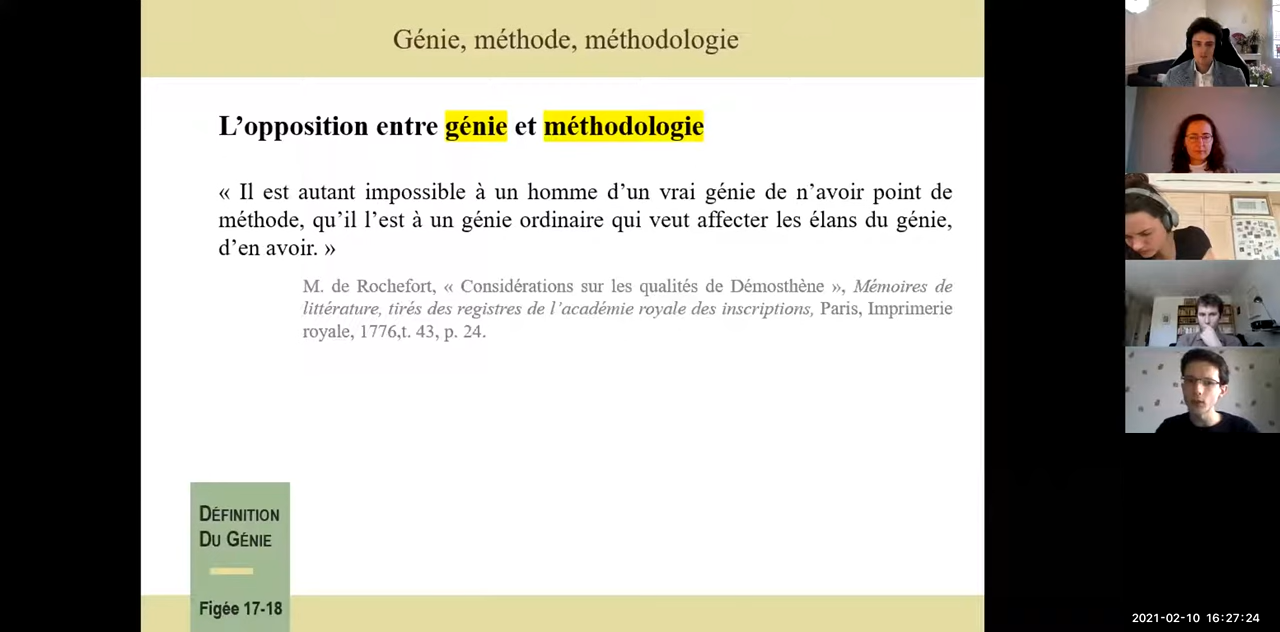 Génie, méthode, méthodologie
L’opposition entre génie et méthodologie
« Il est autant impossible à un homme d’un vrai génie de n’avoir point de
méthode, qu’il l’est à un génie ordinaire qui veut affecter les élans du génie,
d’en avoir. »
M. de Rochefort, « Considérations sur les qualités de Démosthène », Mémoires de
littérature, tirés des registres de l’académie royale des inscriptions, Paris, Imprimerie
royale, 1776,t. 43, p. 24.
DÉFINITION
DU GÉNIE
Figée 17-18
2021-02-10 16:27:24